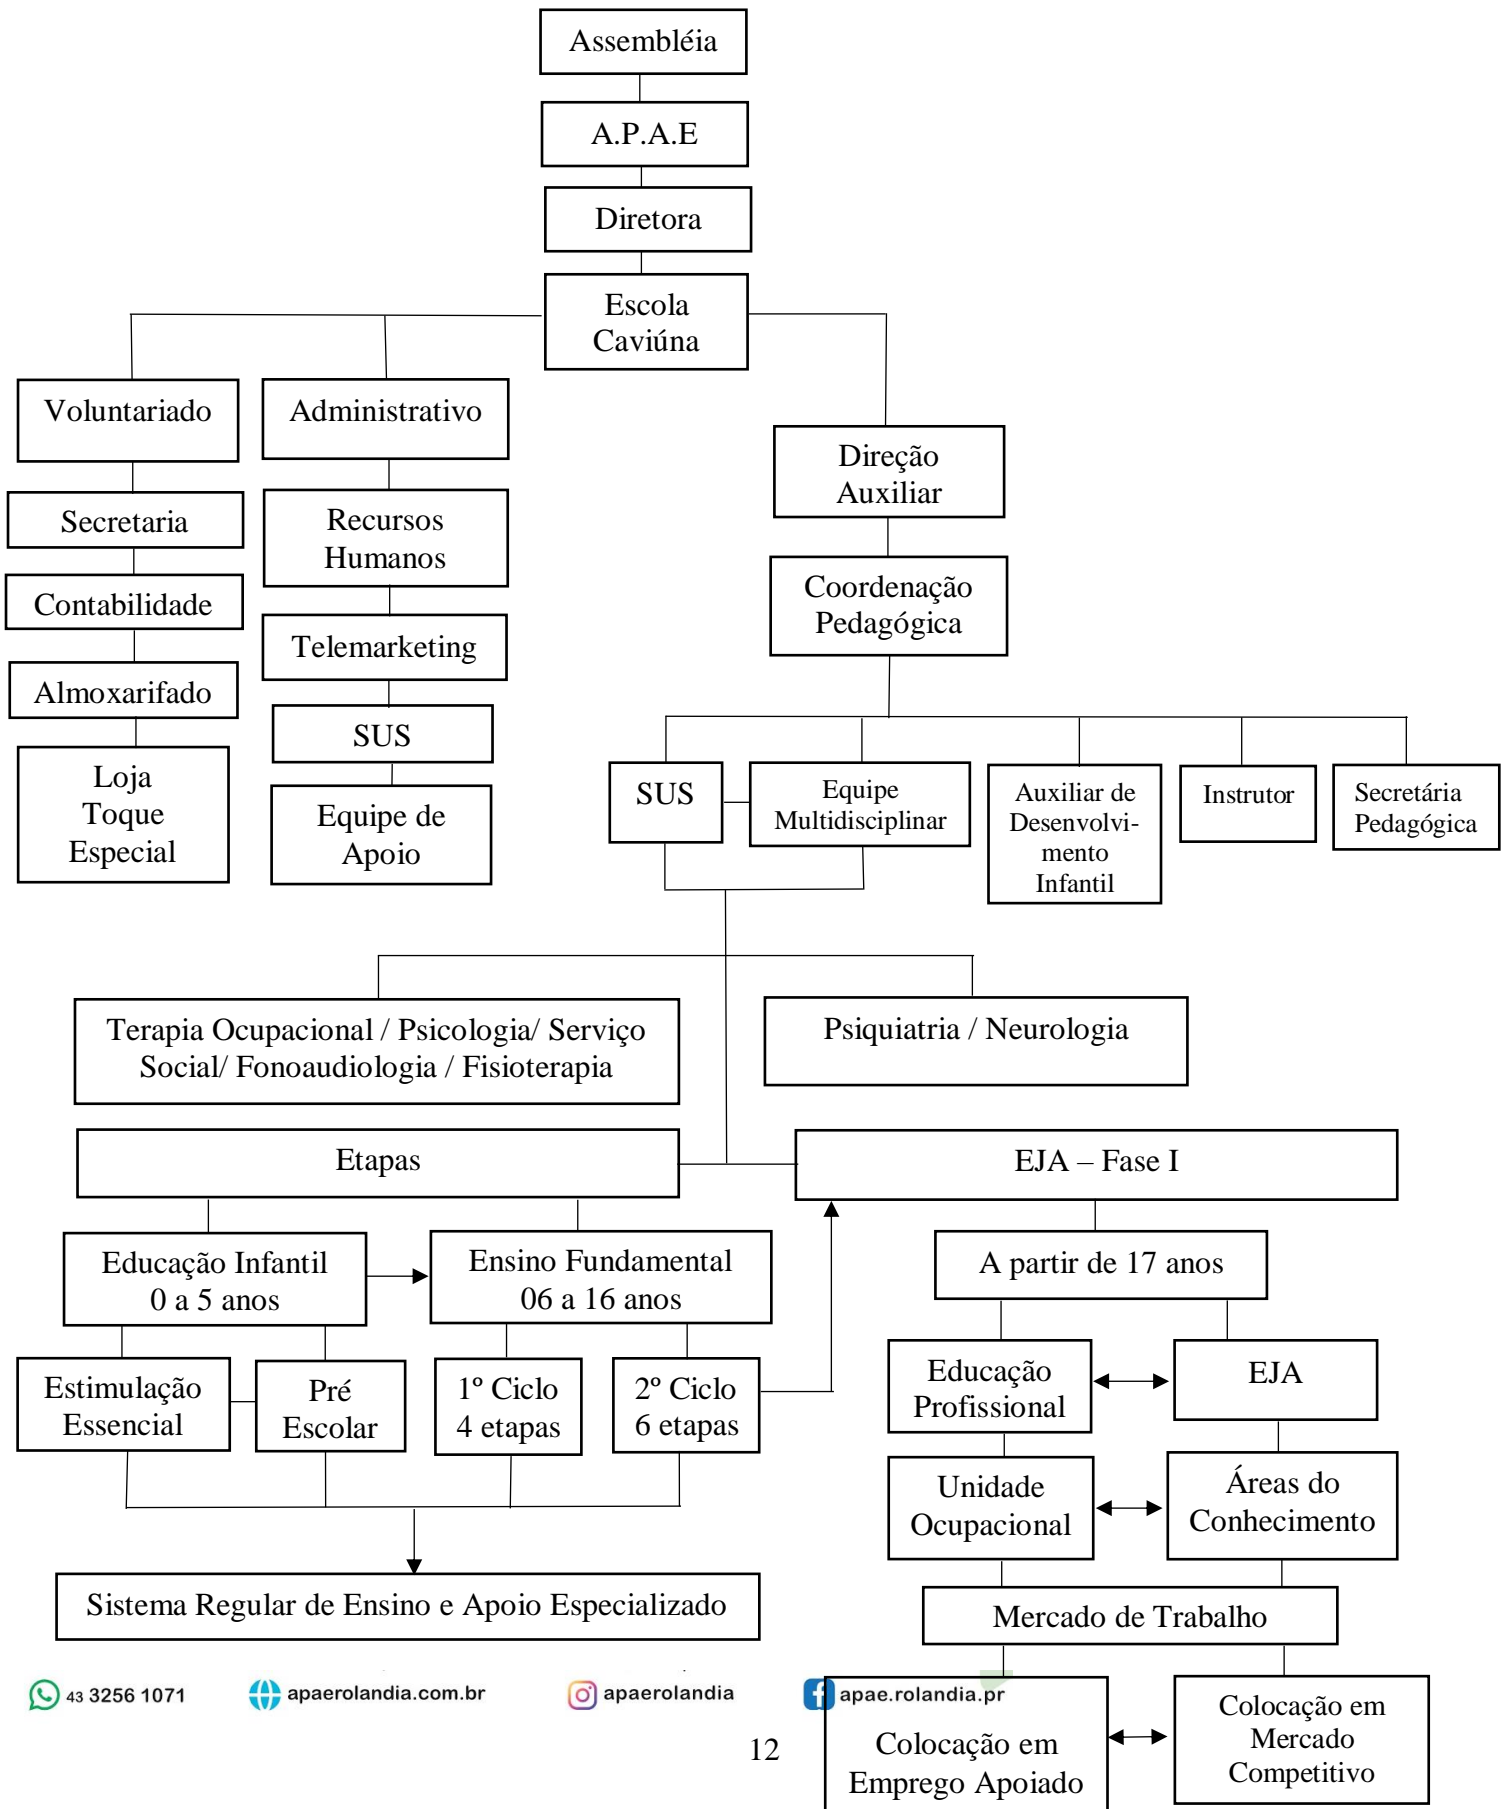 Assembléia
A.P.A.E
Diretora
Escola
Caviúna
Voluntariado
Administrativo
Direção
Auxiliar
Secretaria
Recursos
Humanos
Contabilidade
Coordenação
Pedagógica
Telemarketing
Almoxarifado
SUS
Loja
Toque
Especial
Equipe de
Apoio
SUS
Equipe
Multidisciplinar
Auxiliar de
Desenvolvi-
mento
Infantil
Instrutor
Secretária
Pedagógica
Terapia Ocupacional / Psicologia/ Serviço
Social/ Fonoaudiologia / Fisioterapia
Psiquiatria / Neurologia
Etapas
EJA – Fase I
Educação Infantil
0 a 5 anos
Ensino Fundamental
06 a 16 anos
A partir de 17 anos
Estimulação
Essencial
Pré
Escolar
1º Ciclo
4 etapas
2º Ciclo
6 etapas
Educação
Profissional
EJA
Unidade
Ocupacional
Áreas do
Conhecimento
Sistema Regular de Ensino e Apoio Especializado
Mercado de Trabalho
43 3256 1071
apaerolandia.com.br
apaerolandia
apae.rolandia.pr
Colocação em
Emprego Apoiado
Colocação em
Mercado
Competitivo
12